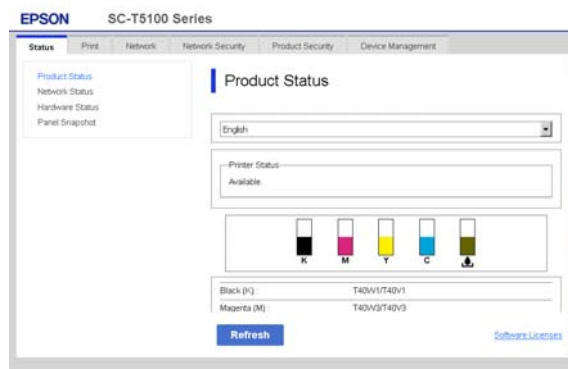 EPSON SC-T5100 Series
Status Print Network Network Security Product Security Device Management
Product Status
Network Status
Hardware Status
Panel Snapshot
Product Status
English
Printer Status
Available.
K M Y C
Black (K) : T40W1/T40V1
Magenta (M) : T40W3/T40V3
Refresh
Software Licenses